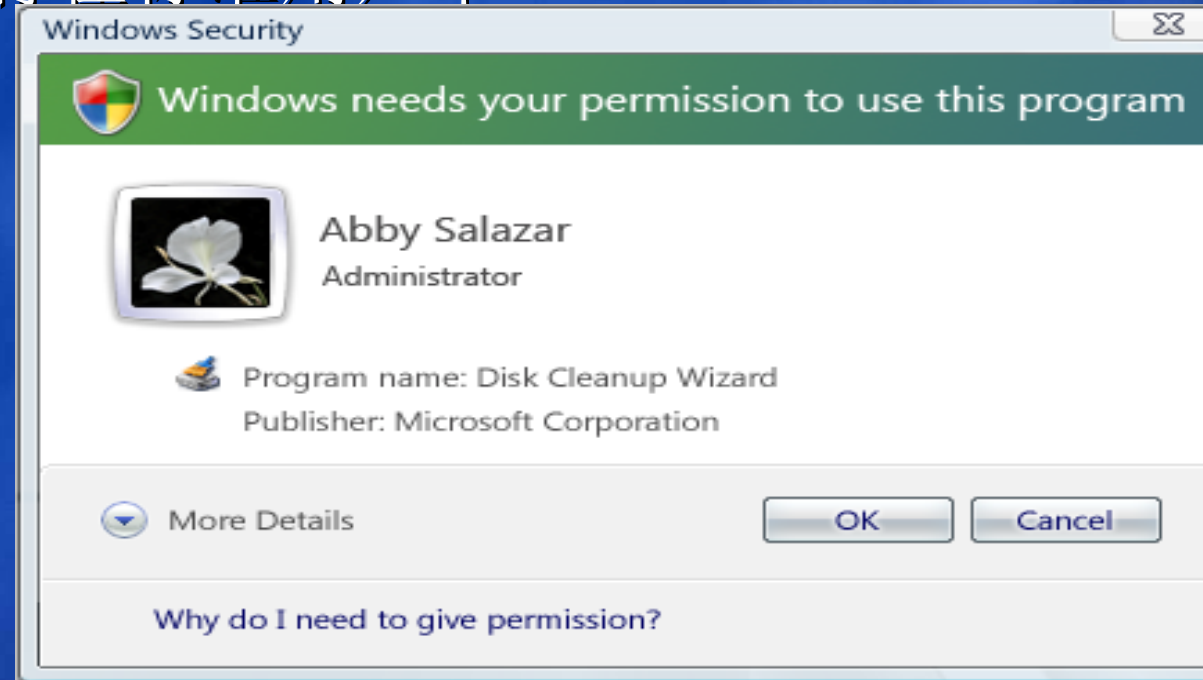 Windows Security
Windows needs your permission to use this program
Abby Salazar
Administrator
Program name: Disk Cleanup Wizard
Publisher: Microsoft Corporation
More Details
OK Cancel
Why do I need to give permission?